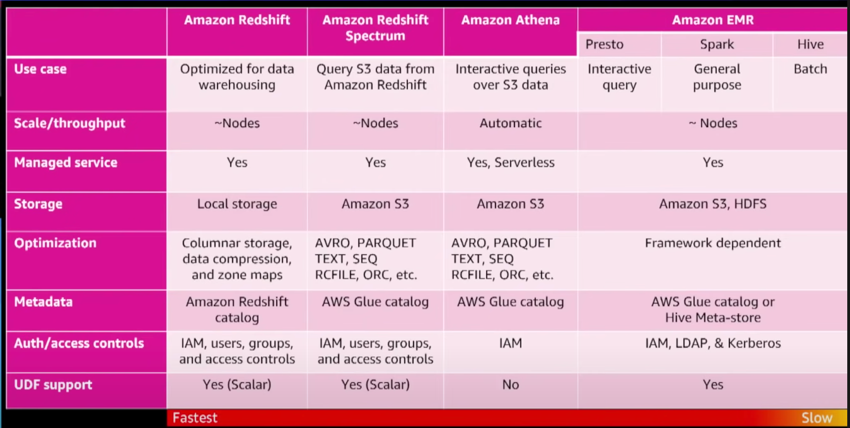 Amazon Redshift
Amazon Redshift
Spectrum
Amazon Athena
Amazon EMR
Presto
Spark
Hive
Use case
Optimized for data
warehousing
Query S3 data from
Amazon Redshift
Interactive queries
over S3 data
Interactive
query
General
purpose
Batch
Scale/throughput
~Nodes
~Nodes
Automatic
~ Nodes
Managed service
Yes
Yes
Yes, Serverless
Yes
Storage
Local storage
Amazon S3
Amazon S3
Amazon S3, HDFS
Optimization
Columnar storage,
data compression,
and zone maps
AVRO, PARQUET
TEXT, SEQ
RCFILE, ORC, etc.
AVRO, PARQUET
TEXT, SEQ
RCFILE, ORC, etc.
Framework dependent
Metadata
Amazon Redshift
catalog
AWS Glue catalog
AWS Glue catalog
AWS Glue catalog or
Hive Meta-store
Auth/access controls
IAM, users, groups,
and access controls
IAM, users, groups,
and access controls
IAM
IAM, LDAP, & Kerberos
UDF support
Yes (Scalar)
Yes (Scalar)
No
Yes
Fastest
Slow